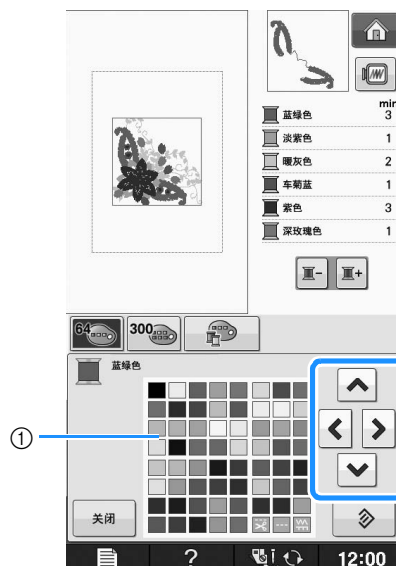 min
蓝绿色 3
淡紫色 1
暖灰色 2
车菊蓝 1
紫色 3
深玫瑰色 1
- +
64 300
蓝绿色
①
关闭
? 12:00